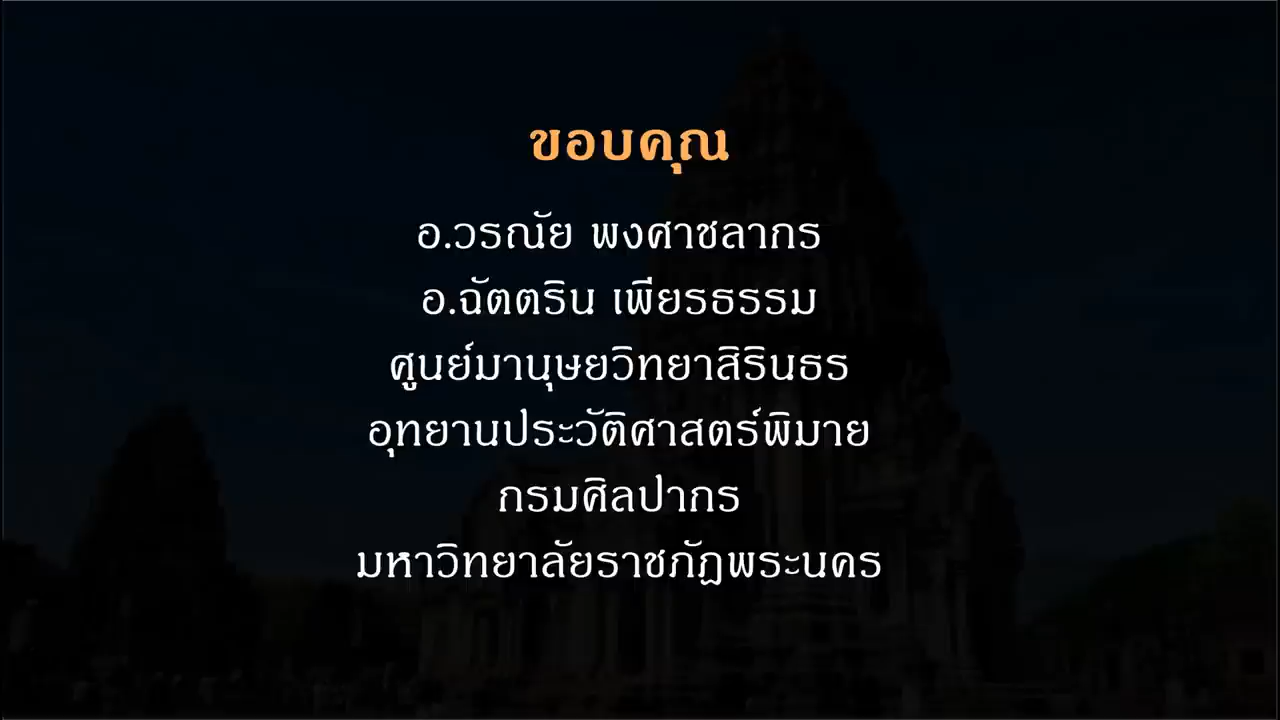 ขอบคุณ
อ.วรณัย พงศาชลากร
อ.ฉัตตริน เพียรธรรม
ศูนย์มานุษยวิทยาสิรินธร
อุทยานประวัติศาสตร์พิมาย
กรมศิลปากร
มหาวิทยาลัยราชภัฏพระนคร